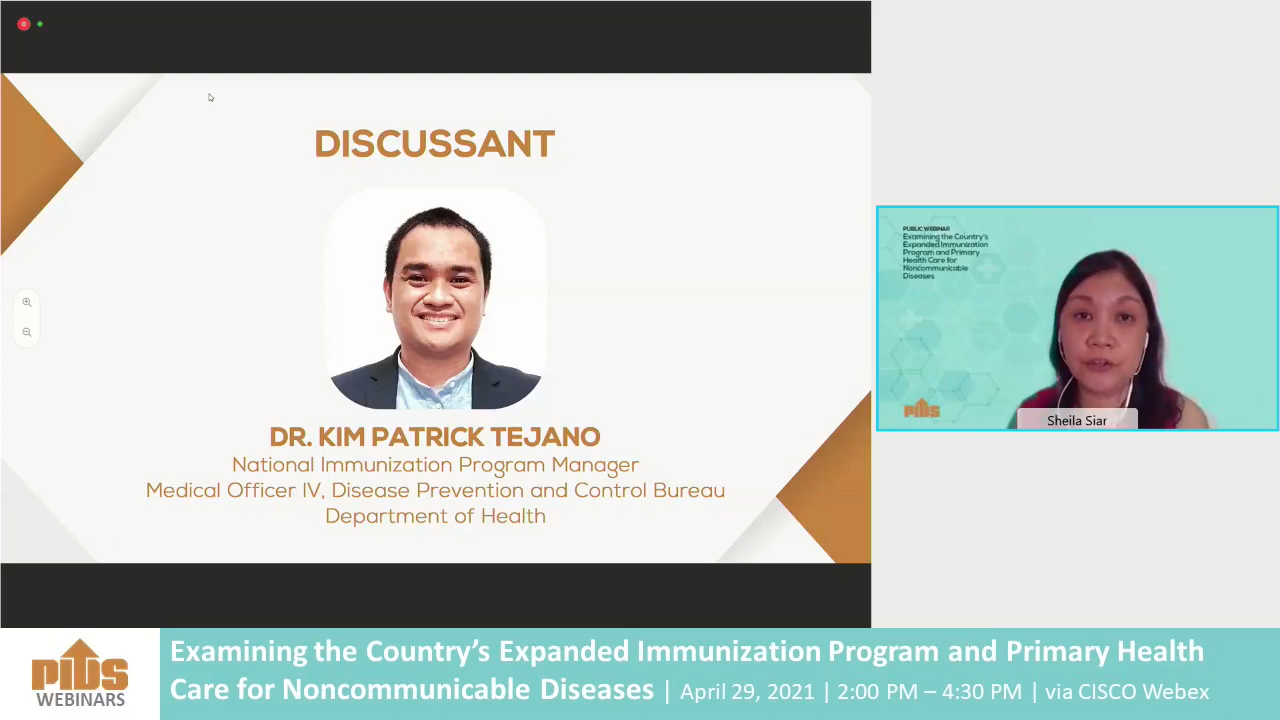 DISCUSSANT
DR. KIM PATRICK TEJANO
National Immunization Program Manager
Medical Officer IV, Disease Prevention and Control Bureau
Department of Health
PUBLIC WEBINAR
Examining the Country's
Expanded Immunization
Program and Primary
Health Care for
Noncommunicable
Diseases
PIDS
Sheila Siar
PIDS
WEBINARS
Examining the Country's Expanded Immunization Program and Primary Health
Care for Noncommunicable Diseases | April 29, 2021 | 2:00 PM – 4:30 PM | via CISCO Webex